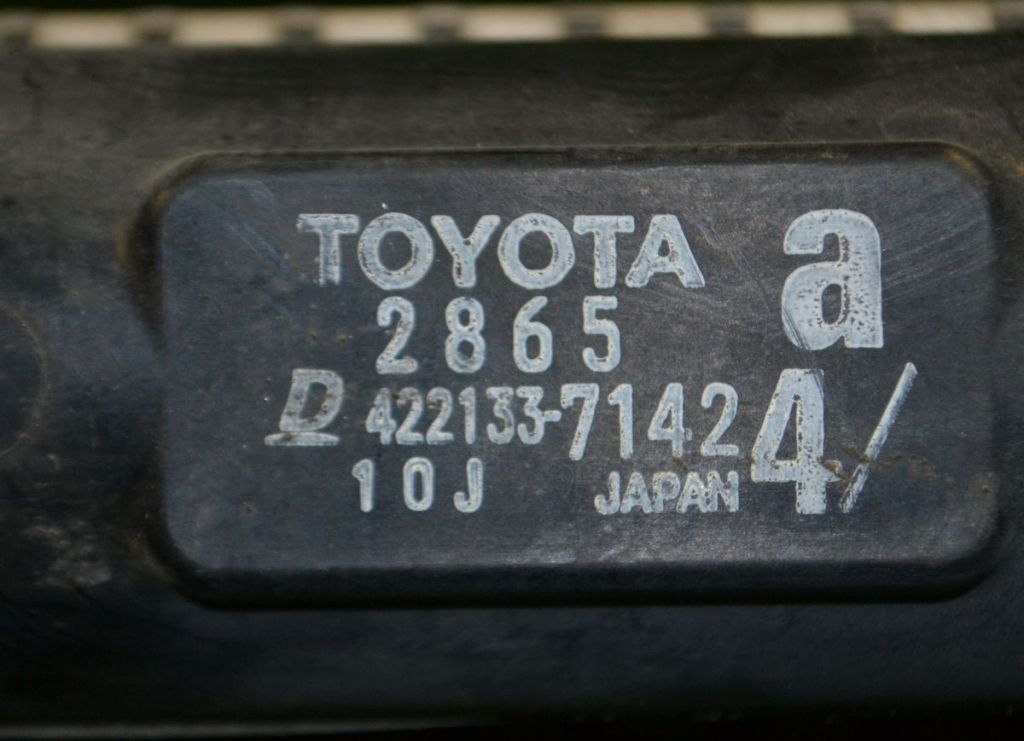 TOYOTA a
2865
D 422133-7142 4/
10J JAPAN